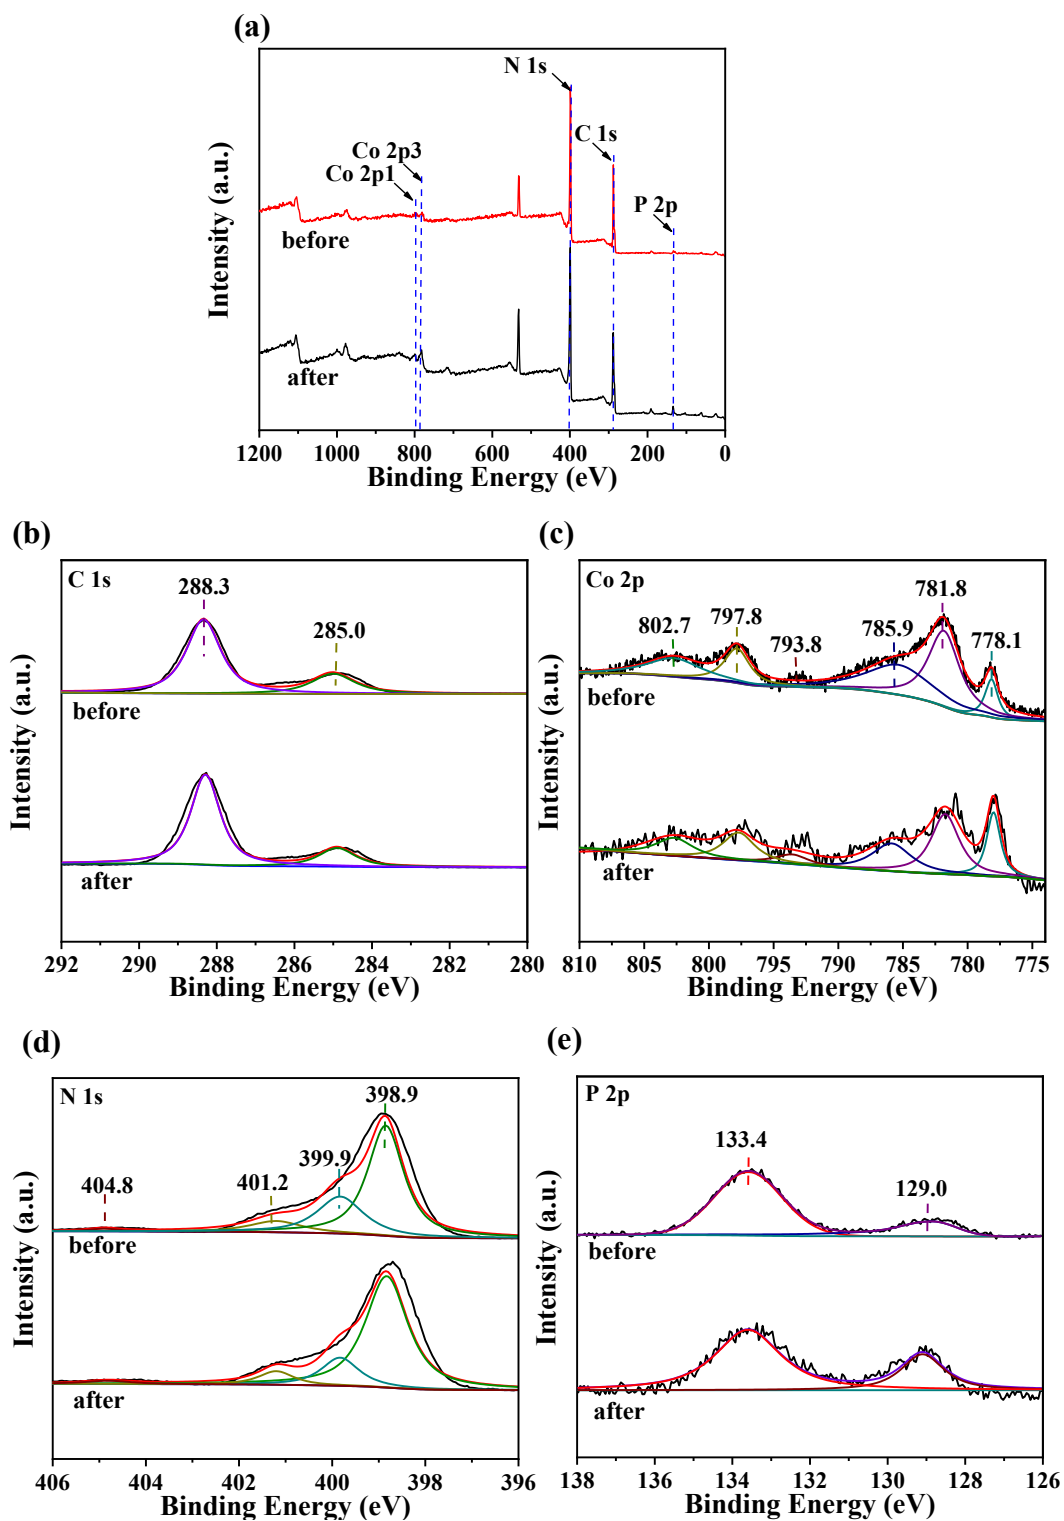 (a)
N 1s
C 1s
Co 2p3
Co 2p1
P 2p
before
after
Intensity (a.u.)
1200 1000 800 600 400 200 0
Binding Energy (eV)
(b)
C 1s
288.3
285.0
before
after
Intensity (a.u.)
292 290 288 286 284 282 280
Binding Energy (eV)
(c)
Co 2p
802.7
797.8
793.8
785.9
781.8
778.1
before
after
Intensity (a.u.)
810 805 800 795 790 785 780 775
Binding Energy (eV)
(d)
N 1s
404.8
401.2
399.9
398.9
before
after
Intensity (a.u.)
406 404 402 400 398 396
Binding Energy (eV)
(e)
P 2p
133.4
129.0
before
after
Intensity (a.u.)
138 136 134 132 130 128 126
Binding Energy (eV)